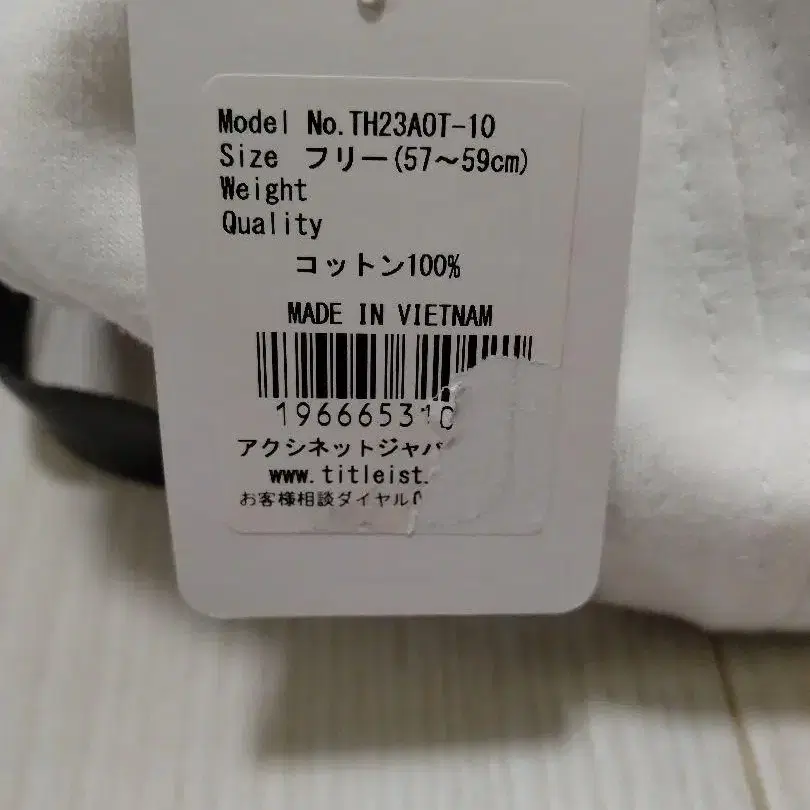 Model No.TH23AOT-10
Size フリー(57〜59cm)
Weight
Quality
コットン100%
MADE IN VIETNAM
196665310
アクシネットジャパ
www.titleist.
お客様相談ダイヤル